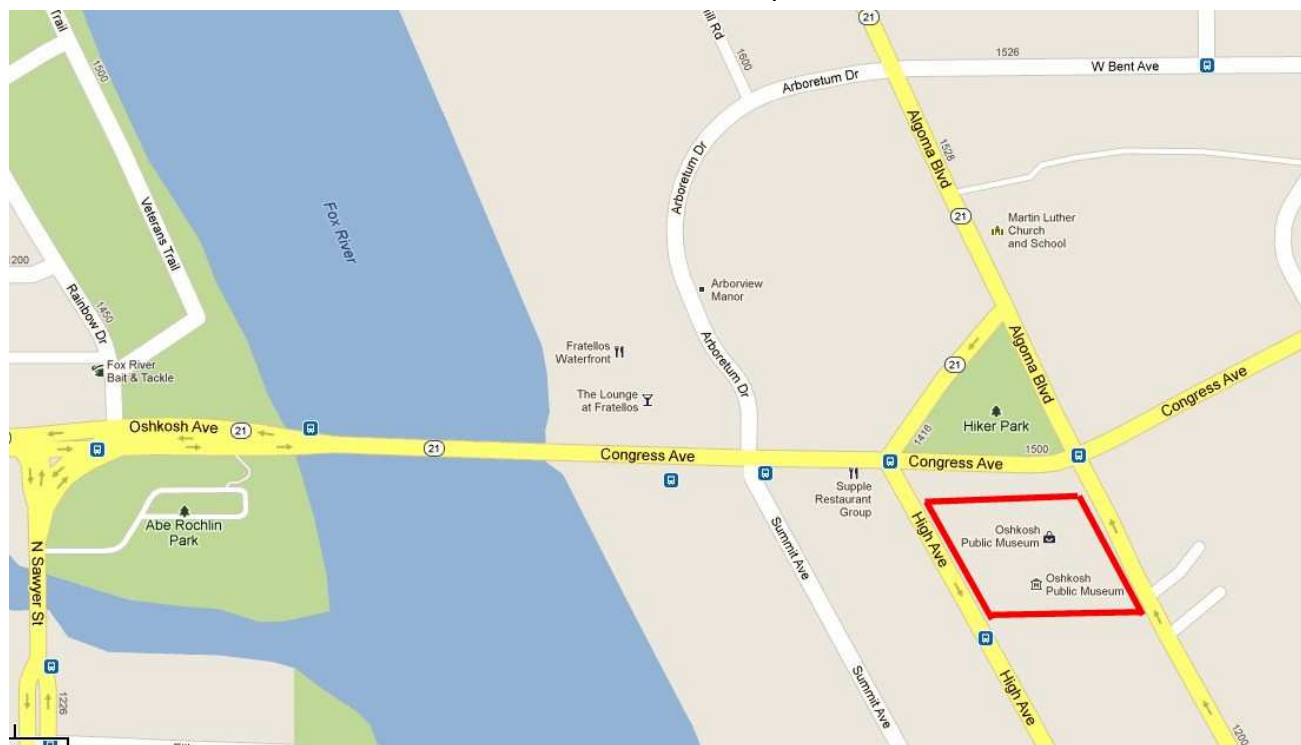 Trail
1500
Veterans Trail
1200
Rainbow Dr
1450
Fox River
Bait & Tackle
Fox River
Oshkosh Ave
21
21
Congress Ave
Abe Rochlin
Park
N Sawyer St
1226
Fratellos
Waterfront
The Lounge
at Fratellos
Rd
1600
Arboretum Dr
Arboretum Dr
Arborview
Manor
Arboretum Dr
21
1526
W Bent Ave
Algoma Blvd
1528
21
Martin Luther
Church
and School
21
Algoma Blvd
Congress Ave
Hiker Park
1418
1500
Congress Ave
Supple
Restaurant
Group
Summit Ave
Summit Ave
High Ave
High Ave
Oshkosh
Public Museum
Oshkosh
Public Museum
1200